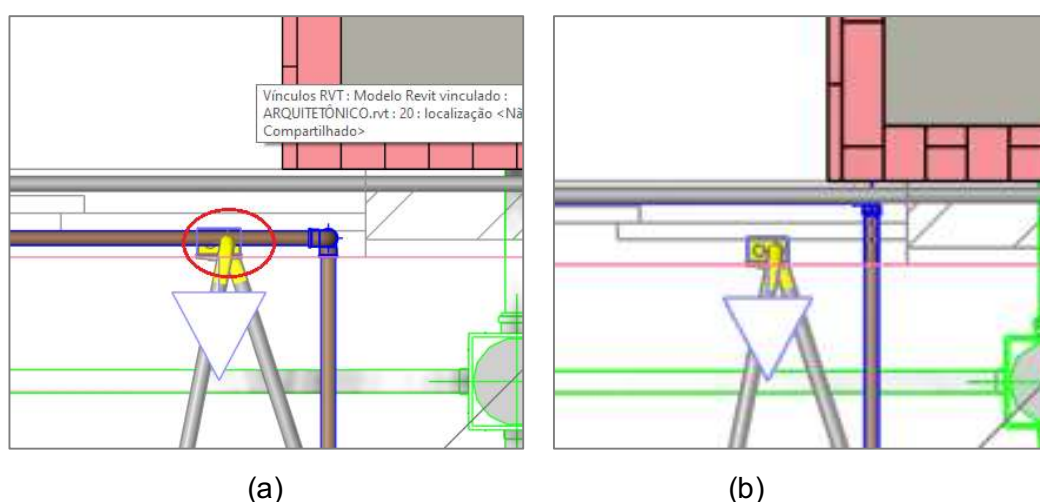 Vínculos RVT : Modelo Revit vinculado :
ARQUITETÔNICO.rvt : 20 : localização <Nã
Compartilhado>
(a)
(b)